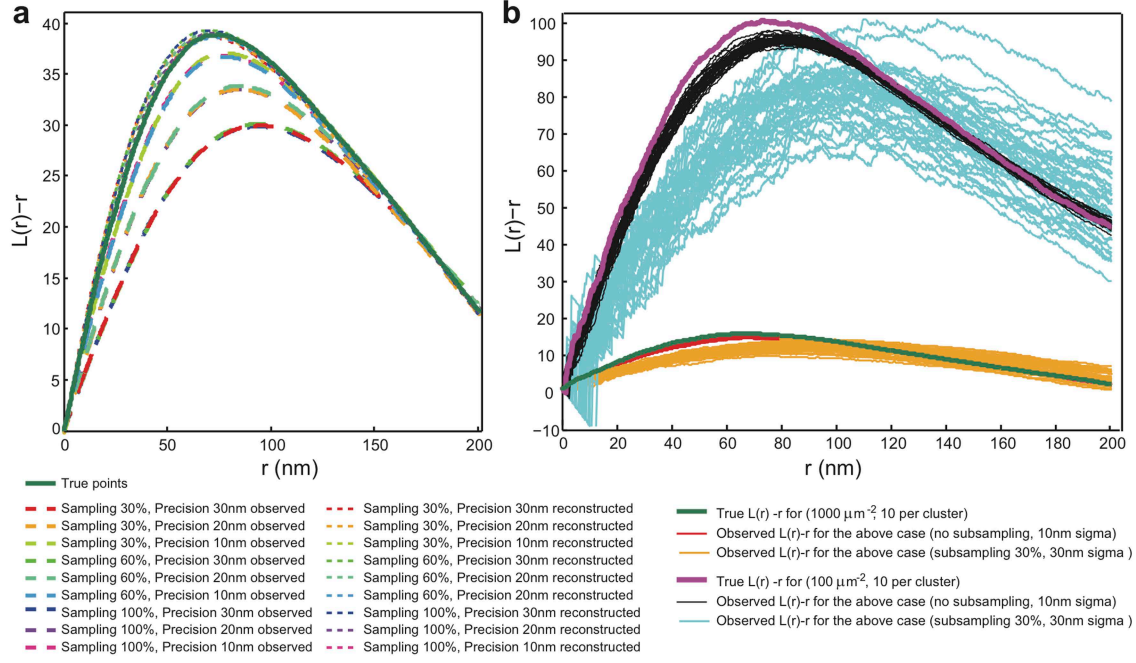 a
40
35
30
25
20
15
10
5
0
0
50
100
150
200
L(r)−r
r (nm)
b
100
90
80
70
60
50
40
30
20
10
0
−10
0
20
40
60
80
100
120
140
160
180
200
L(r)−r
r (nm)
True points
Sampling 30%, Precision 30nm observed
Sampling 30%, Precision 20nm observed
Sampling 30%, Precision 10nm observed
Sampling 60%, Precision 30nm observed
Sampling 60%, Precision 20nm observed
Sampling 60%, Precision 10nm observed
Sampling 100%, Precision 30nm observed
Sampling 100%, Precision 20nm observed
Sampling 100%, Precision 10nm observed
Sampling 30%, Precision 30nm reconstructed
Sampling 30%, Precision 20nm reconstructed
Sampling 30%, Precision 10nm reconstructed
Sampling 60%, Precision 30nm reconstructed
Sampling 60%, Precision 20nm reconstructed
Sampling 60%, Precision 20nm reconstructed
Sampling 100%, Precision 30nm reconstructed
Sampling 100%, Precision 20nm reconstructed
Sampling 100%, Precision 10nm reconstructed
True L(r) -r for (1000 μm⁻², 10 per cluster)
Observed L(r)-r for the above case (no subsampling, 10nm sigma)
Observed L(r)-r for the above case (subsampling 30%, 30nm sigma )
True L(r) -r for (100 μm⁻², 10 per cluster)
Observed L(r)-r for the above case (no subsampling, 10nm sigma)
Observed L(r)-r for the above case (subsampling 30%, 30nm sigma )